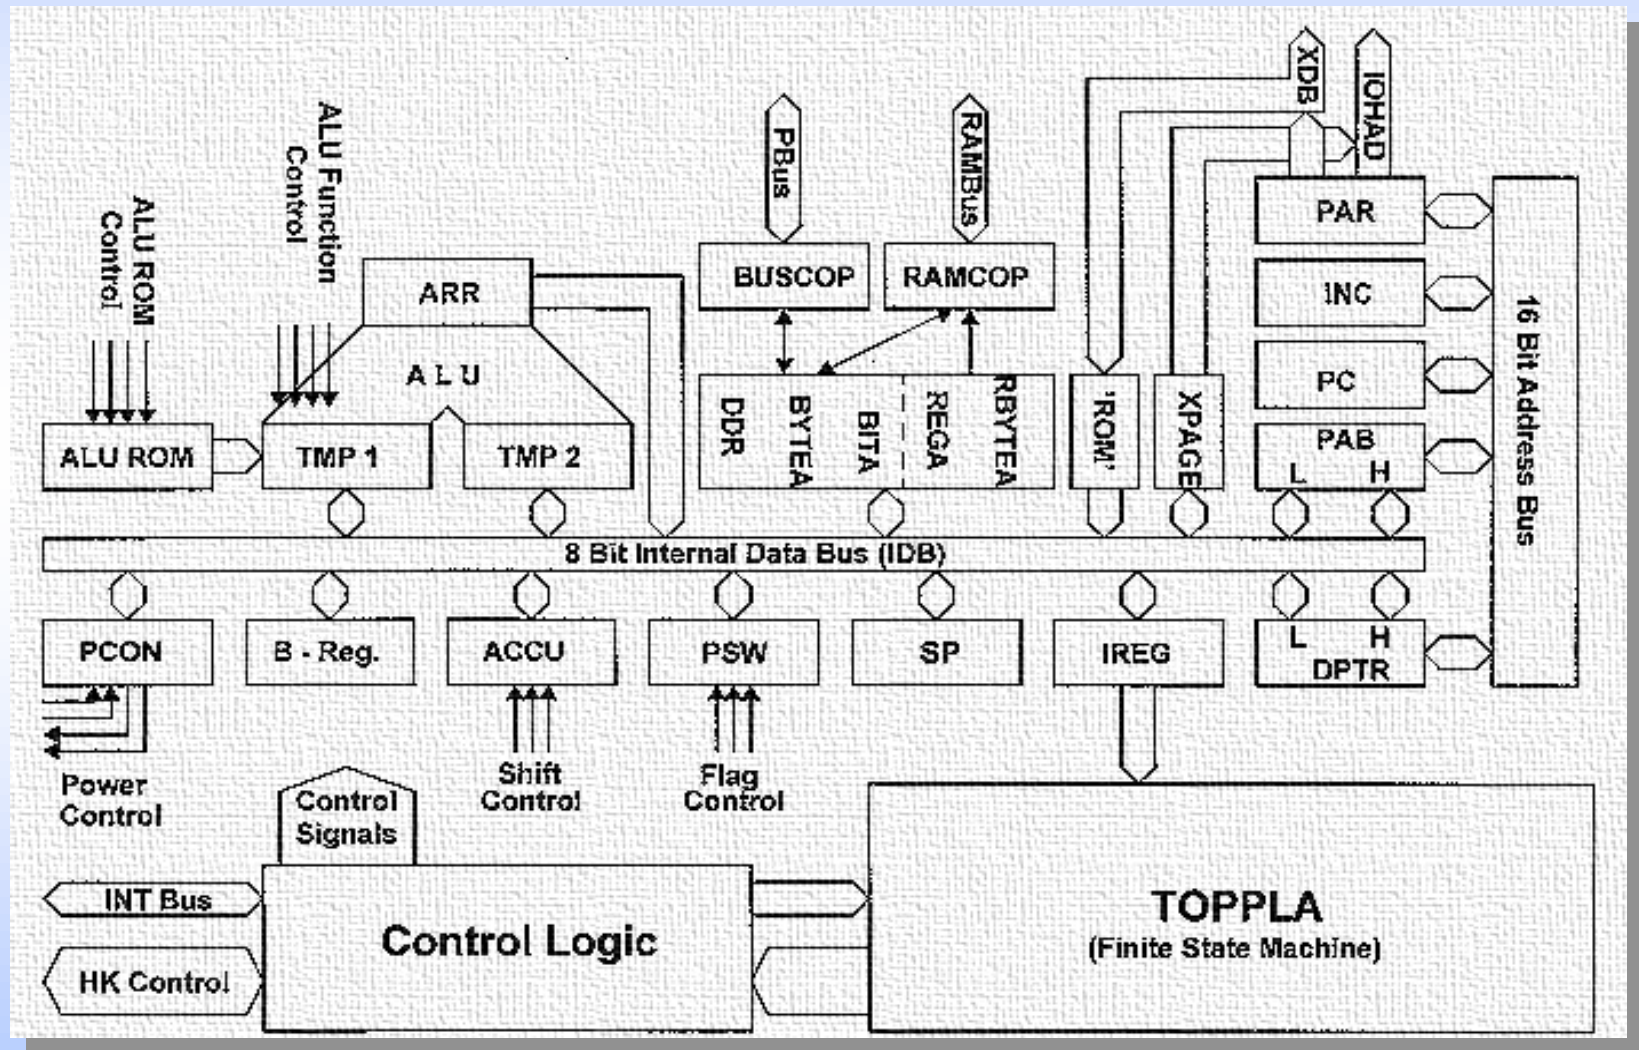 XDB
IOHAD
PBus
RAMBus
ALU Function
Control
ALU ROM
Control
PAR
BUSCOP
RAMCOP
ARR
INC
16 Bit Address Bus
A L U
PC
DDR
BYTEA
BITA
REGA
RBYTEA
'ROM'
XPAGE
PAB
L H
ALU ROM
TMP 1
TMP 2
8 Bit Internal Data Bus (IDB)
PCON
B - Reg.
ACCU
PSW
SP
IREG
L H
DPTR
Power
Control
Shift
Control
Flag
Control
Control
Signals
INT Bus
HK Control
Control Logic
TOPPLA
(Finite State Machine)